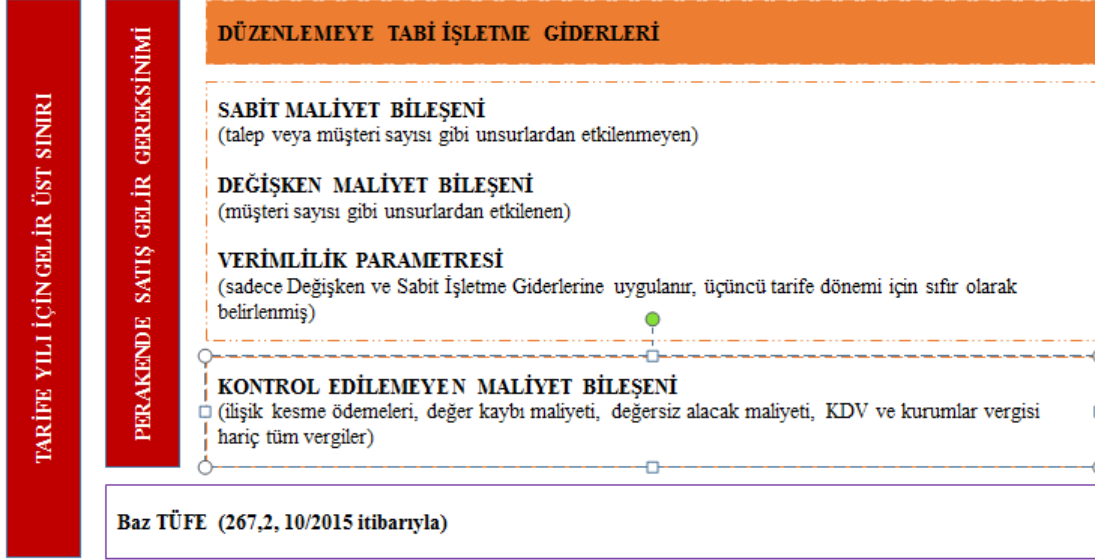 TARİFE YILI İÇİNGELİR ÜST SINIRI
PERAKENDE SATIŞ GELİR GEREKSİNİMİ
DÜZENLEMEYE TABİ İŞLETME GİDERLERİ
SABİT MALİYET BİLEŞENİ
(talep veya müşteri sayısı gibi unsurlardan etkilenmeyen)
DEĞİŞKEN MALİYET BİLEŞENİ
(müşteri sayısı gibi unsurlardan etkilenen)
VERİMLİLİK PARAMETRESİ
(sadece Değişken ve Sabit İşletme Giderlerine uygulanır, üçüncü tarife dönemi için sıfır olarak
belirlenmiş)
KONTROL EDİLEMEYEN MALİYET BİLEŞENİ
(ilişik kesme ödemeleri, değer kaybı maliyeti, değersiz alacak maliyeti, KDV ve kurumlar vergisi
hariç tüm vergiler)
Baz TÜFE (267,2, 10/2015 itibarıyla)